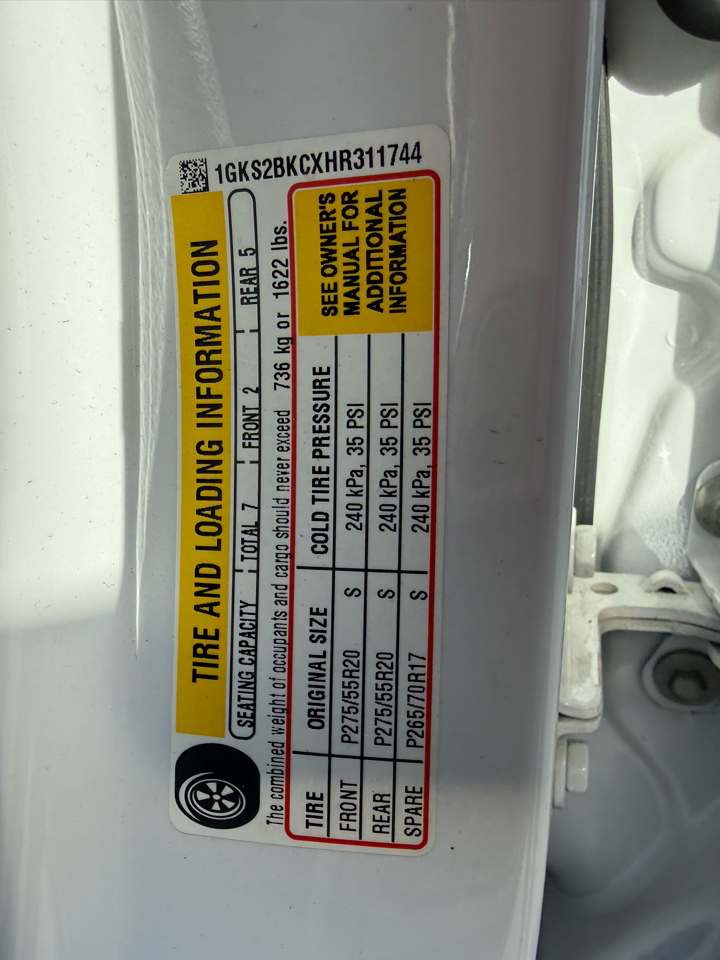 1GKS2BKCXHR311744
TIRE AND LOADING INFORMATION
SEATING CAPACITY TOTAL 7 FRONT 2 REAR 5
The combined weight of occupants and cargo should never exceed 736 kg or 1622 lbs.
TIRE ORIGINAL SIZE COLD TIRE PRESSURE
FRONT P275/55R20 S 240 kPa, 35 PSI
REAR P275/55R20 S 240 kPa, 35 PSI
SPARE P265/70R17 S 240 kPa, 35 PSI
SEE OWNER'S
MANUAL FOR
ADDITIONAL
INFORMATION